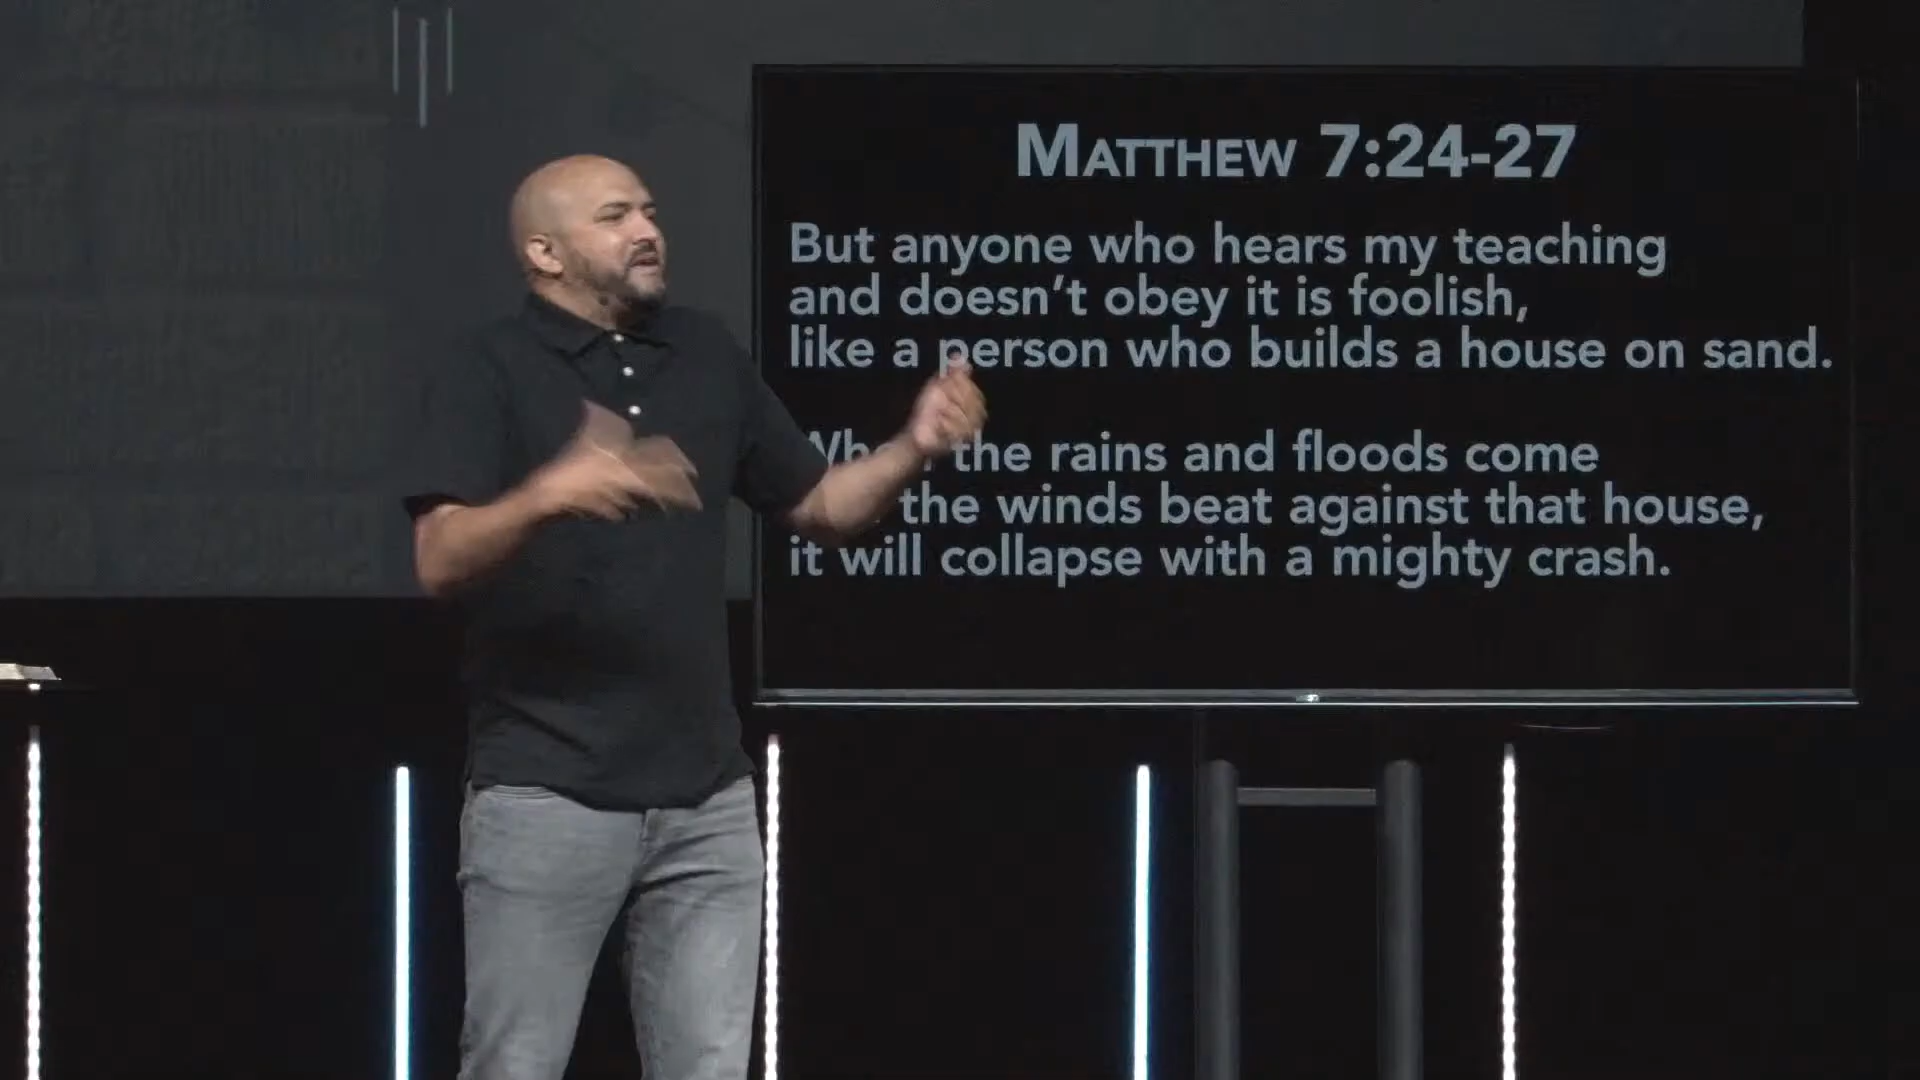 MATTHEW 7:24-27
But anyone who hears my teaching
and doesn't obey it is foolish,
like a person who builds a house on sand.
the rains and floods come
the winds beat against that house,
it will collapse with a mighty crash.